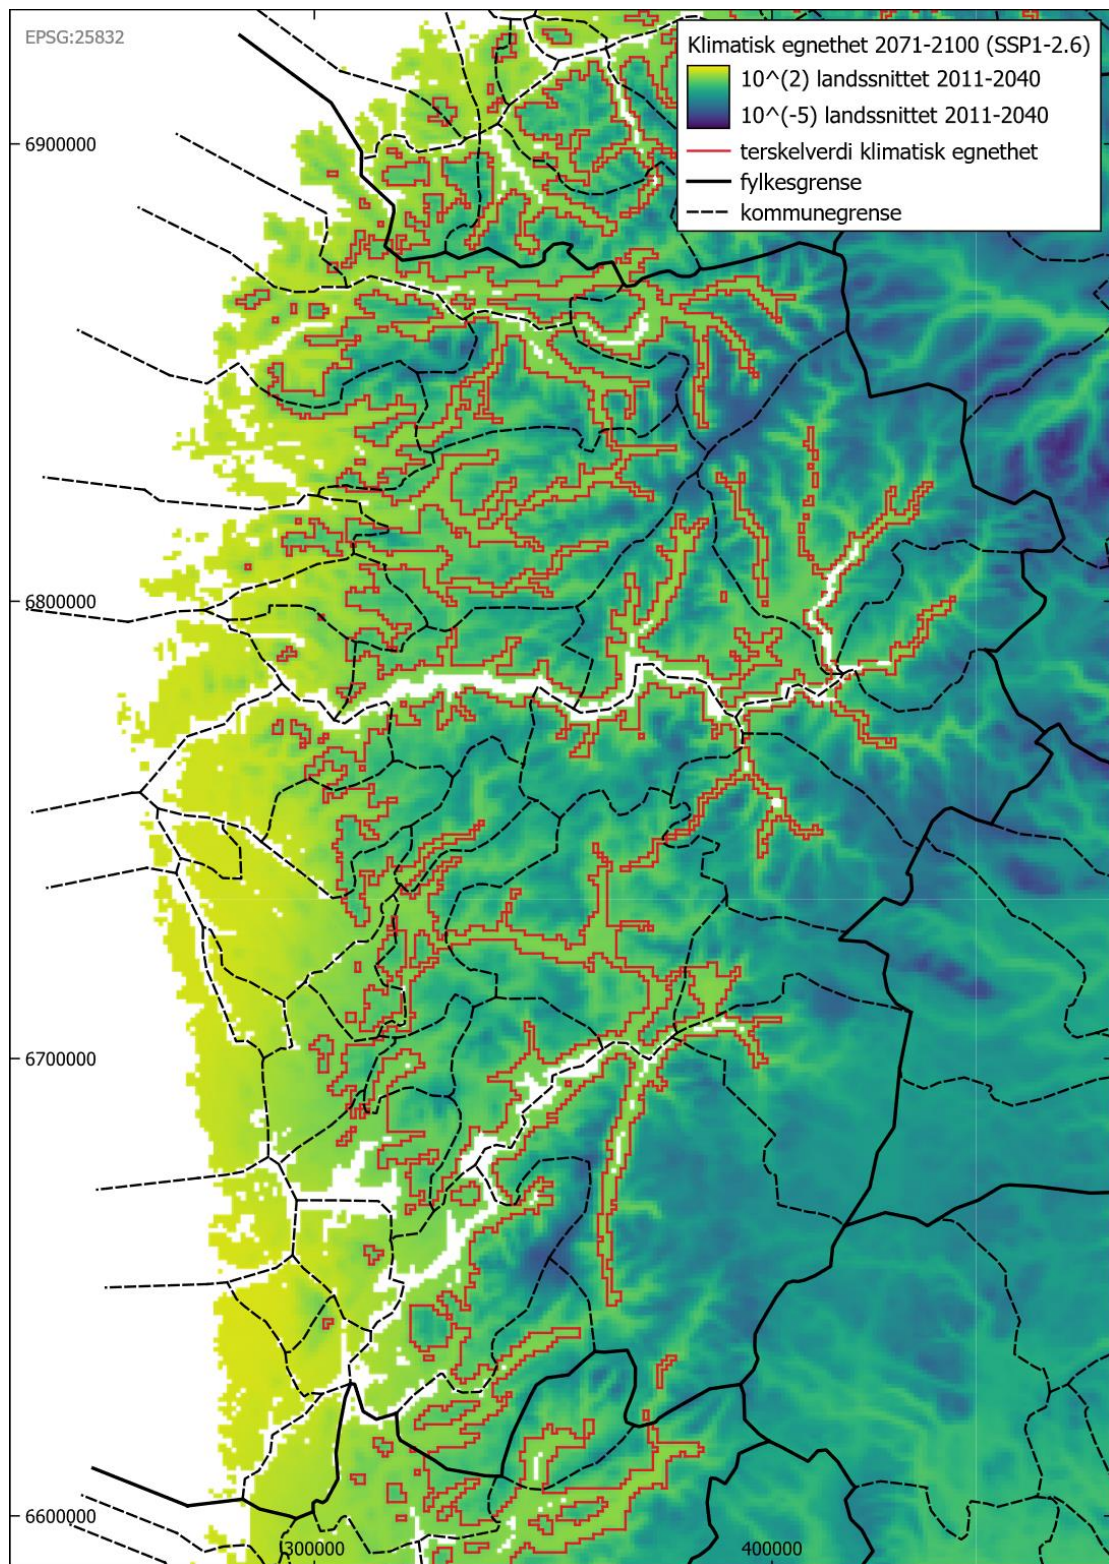 EPSG:25832
Klimatisk egnethet 2071-2100 (SSP1-2.6)
10^(2) landssnittet 2011-2040
10^(-5) landssnittet 2011-2040
terskelverdi klimatisk egnethet
fylkesgrense
kommunegrense
6900000
6800000
6700000
6600000
300000
400000